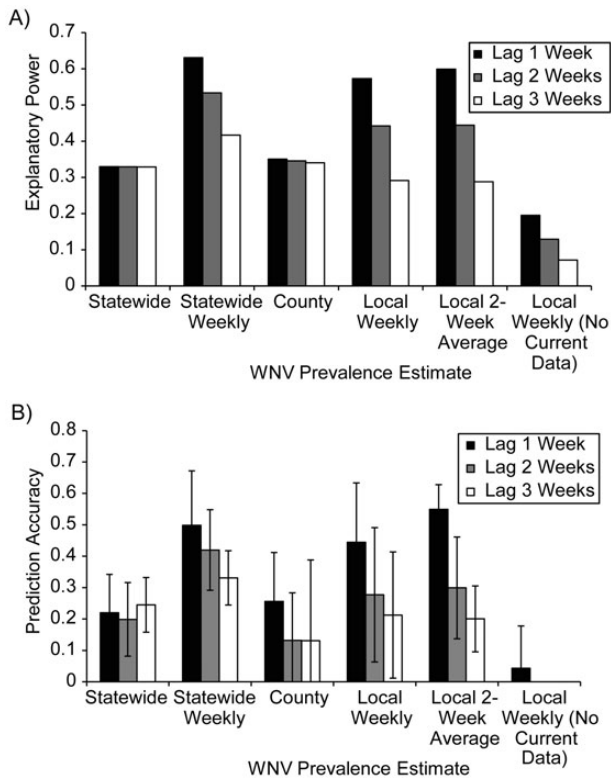 A)
Explanatory Power
0.7
0.6
0.5
0.4
0.3
0.2
0.1
0
Lag 1 Week
Lag 2 Weeks
Lag 3 Weeks
Statewide
Statewide
Weekly
County
Local
Weekly
Local 2-
Week
Average
Local
Weekly (No
Current
Data)
WNV Prevalence Estimate
B)
Prediction Accuracy
0.8
0.7
0.6
0.5
0.4
0.3
0.2
0.1
0
Lag 1 Week
Lag 2 Weeks
Lag 3 Weeks
Statewide
Statewide
Weekly
County
Local
Weekly
Local 2-
Week
Average
Local
Weekly (No
Current
Data)
WNV Prevalence Estimate